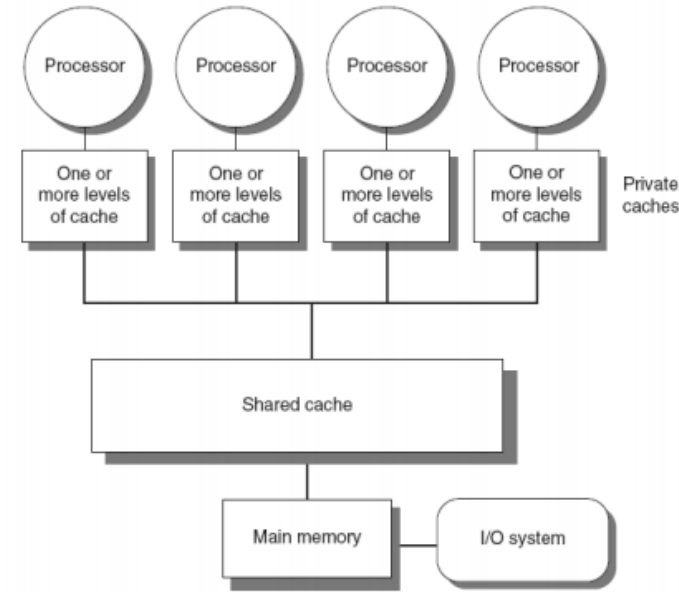 Processor
Processor
Processor
Processor
One or
more levels
of cache
One or
more levels
of cache
One or
more levels
of cache
One or
more levels
of cache
Private
caches
Shared cache
Main memory
I/O system